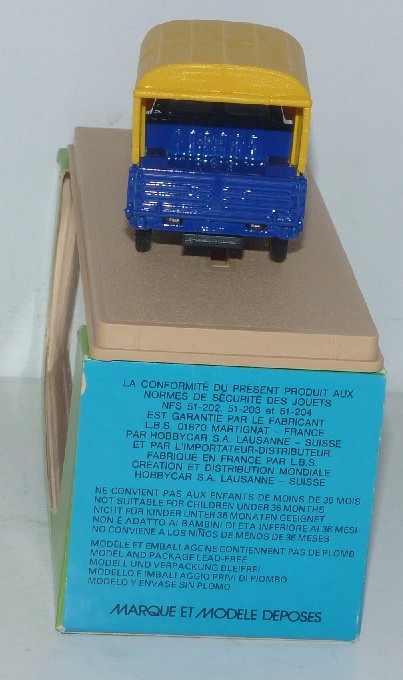 LA CONFORMITÉ DU PRÉSENT PRODUIT AUX
NORMES DE SÉCURITÉ DES JOUETS
NFS 51-202, 51-203 et 51-204
EST GARANTIE PAR LE FABRICANT
L.B.S. 01870 MARTIGNAT - FRANCE
PAR HOBBYCAR S.A. LAUSANNE - SUISSE
ET PAR L'IMPORTATEUR-DISTRIBUTEUR
FABRIQUE EN FRANCE PAR L.B.S.
CRÉATION ET DISTRIBUTION MONDIALE
HOBBYCAR S.A. LAUSANNE - SUISSE
NE CONVIENT PAS AUX ENFANTS DE MOINS DE 36 MOIS
NOT SUITABLE FOR CHILDREN UNDER 36 MONTHS
NICHT FÜR KINDER UNTER 36 MONATEN GEEIGNET
NON È ADATTO AI BAMBINI DI ETÀ INFERIORE AI 36 MESI
NO CONVIENE A LOS NIÑOS DE MENOS DE 36 MESES
MODÈLE ET EMBALLAGE NE CONTIENNENT PAS DE PLOMB
MODEL AND PACKAGE LEAD-FREE
MODELL UND VERPACKUNG BLEIFREI
MODELLO E IMBALLAGGIO PRIVI DI PIOMBO
MODELO Y ENVASE SIN PLOMO
MARQUE ET MODÈLE DÉPOSÉS